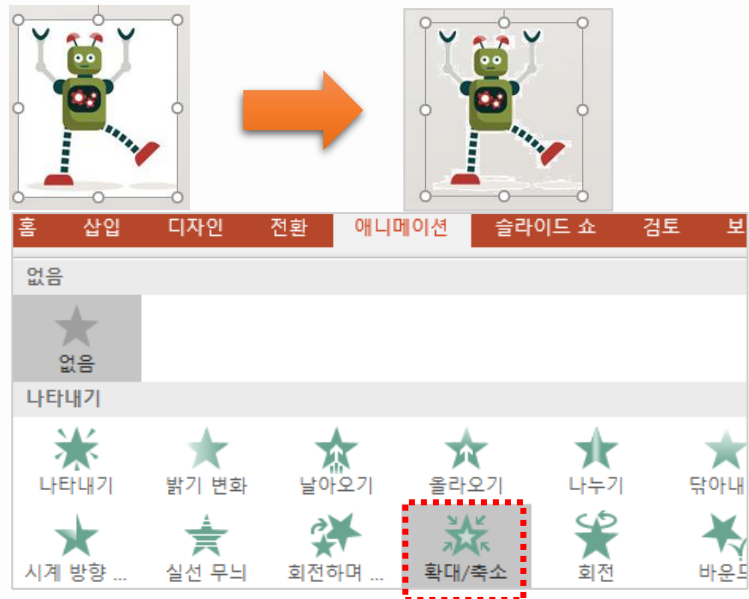 홈 삽입 디자인 전환 애니메이션 슬라이드 쇼 검토 보
없음
없음
나타내기
나타내기 밝기 변화 날아오기 올라오기 나누기 닦아내
시계 방향 ... 실선 무늬 회전하며 ... 확대/축소 회전 바운드